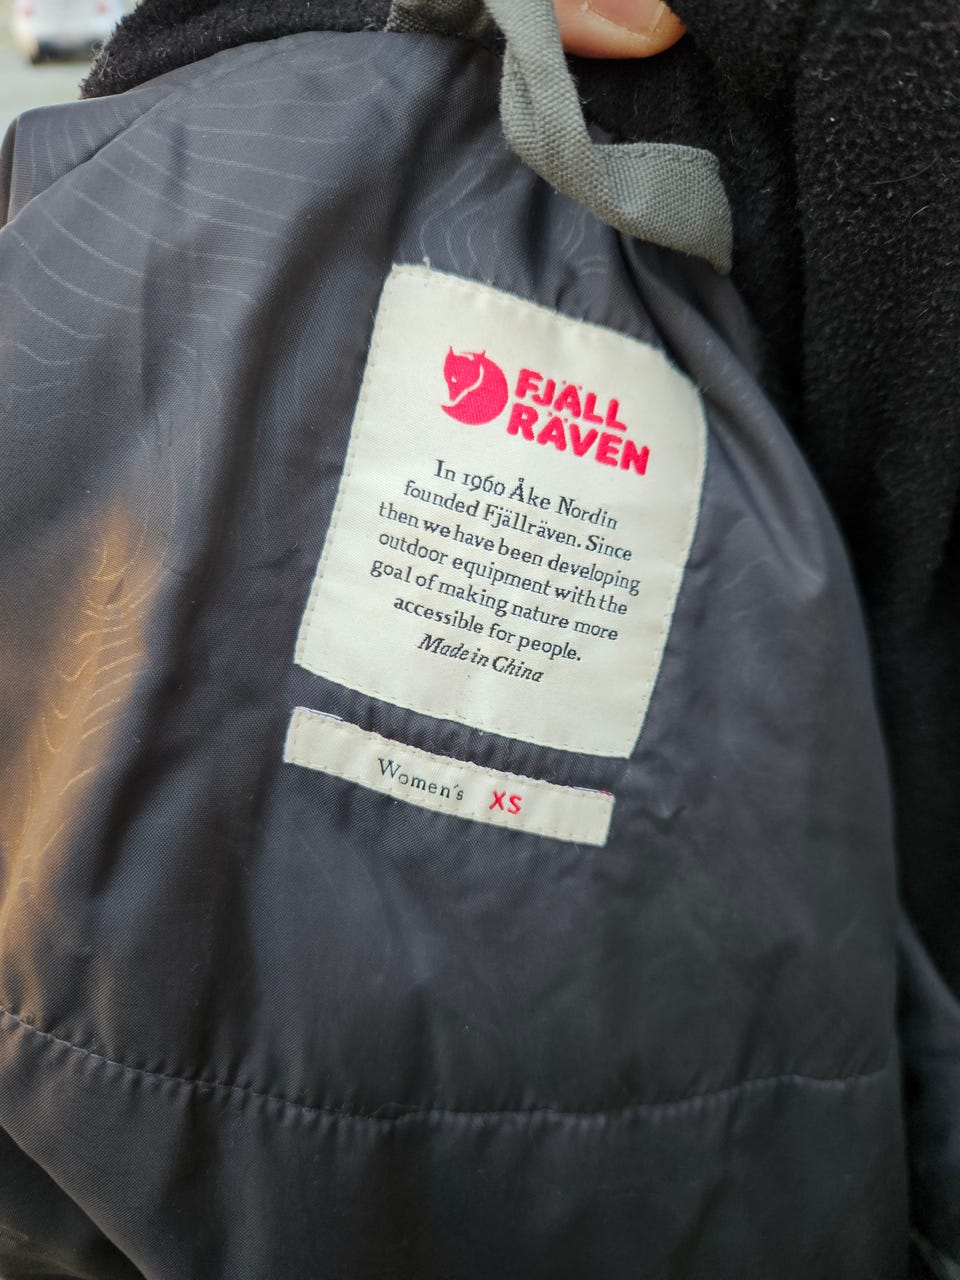 FJÄLL
RÄVEN
In 1960 Åke Nordin
founded Fjällräven. Since
then we have been developing
outdoor equipment with the
goal of making nature more
accessible for people.
Made in China
Women's XS